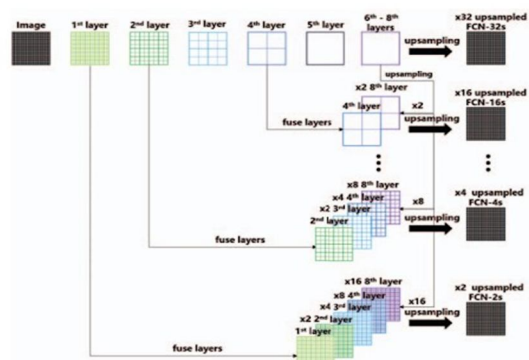 Image
1st layer
2nd layer
3rd layer
4th layer
5th layer
6th - 8th
layers
x32 upsampled
FCN-32s
upsampling
upsampling
x2 8th layer
4th layer
x2
x16 upsampled
FCN-16s
upsampling
fuse layers
x8 8th layer
x4 4th layer
x2 3rd layer
2nd layer
x8
x4 upsampled
FCN-4s
upsampling
fuse layers
x16 8th layer
x8 4th layer
x4 3rd layer
x2 2nd layer
1st layer
x16
x2 upsampled
FCN-2s
upsampling
fuse layers